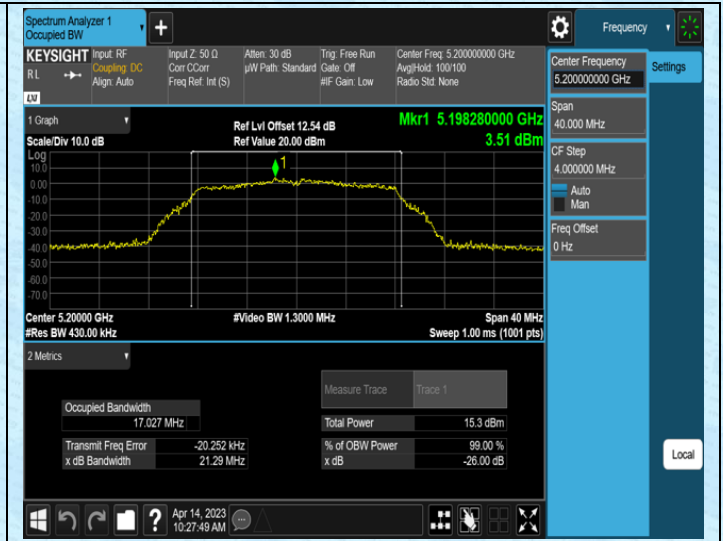 Spectrum Analyzer 1
Occupied BW
Frequency
KEYSIGHT
RL
LXI
Input: RF
Coupling: DC
Align: Auto
Input Z: 50 Ω
Corr CCorr
Freq Ref: Int (S)
Atten: 30 dB
µW Path: Standard
Trig: Free Run
Gate: Off
#IF Gain: Low
Center Freq: 5.200000000 GHz
Avg|Hold: 100/100
Radio Std: None
Center Frequency
5.200000000 GHz
Settings
Span
40.000 MHz
CF Step
4.000000 MHz
Auto
Man
Freq Offset
0 Hz
Local
1 Graph
Scale/Div 10.0 dB
Ref Lvl Offset 12.54 dB
Ref Value 20.00 dBm
Mkr1 5.198280000 GHz
3.51 dBm
Log
10.0
0.00
-10.0
-20.0
-30.0
-40.0
-50.0
-60.0
-70.0
1
Center 5.20000 GHz
#Res BW 430.00 kHz
#Video BW 1.3000 MHz
Span 40 MHz
Sweep 1.00 ms (1001 pts)
2 Metrics
Measure Trace Trace 1
Occupied Bandwidth
17.027 MHz
Total Power 15.3 dBm
Transmit Freq Error -20.252 kHz
% of OBW Power 99.00 %
x dB Bandwidth 21.29 MHz
x dB -26.00 dB
Apr 14, 2023
10:27:49 AM